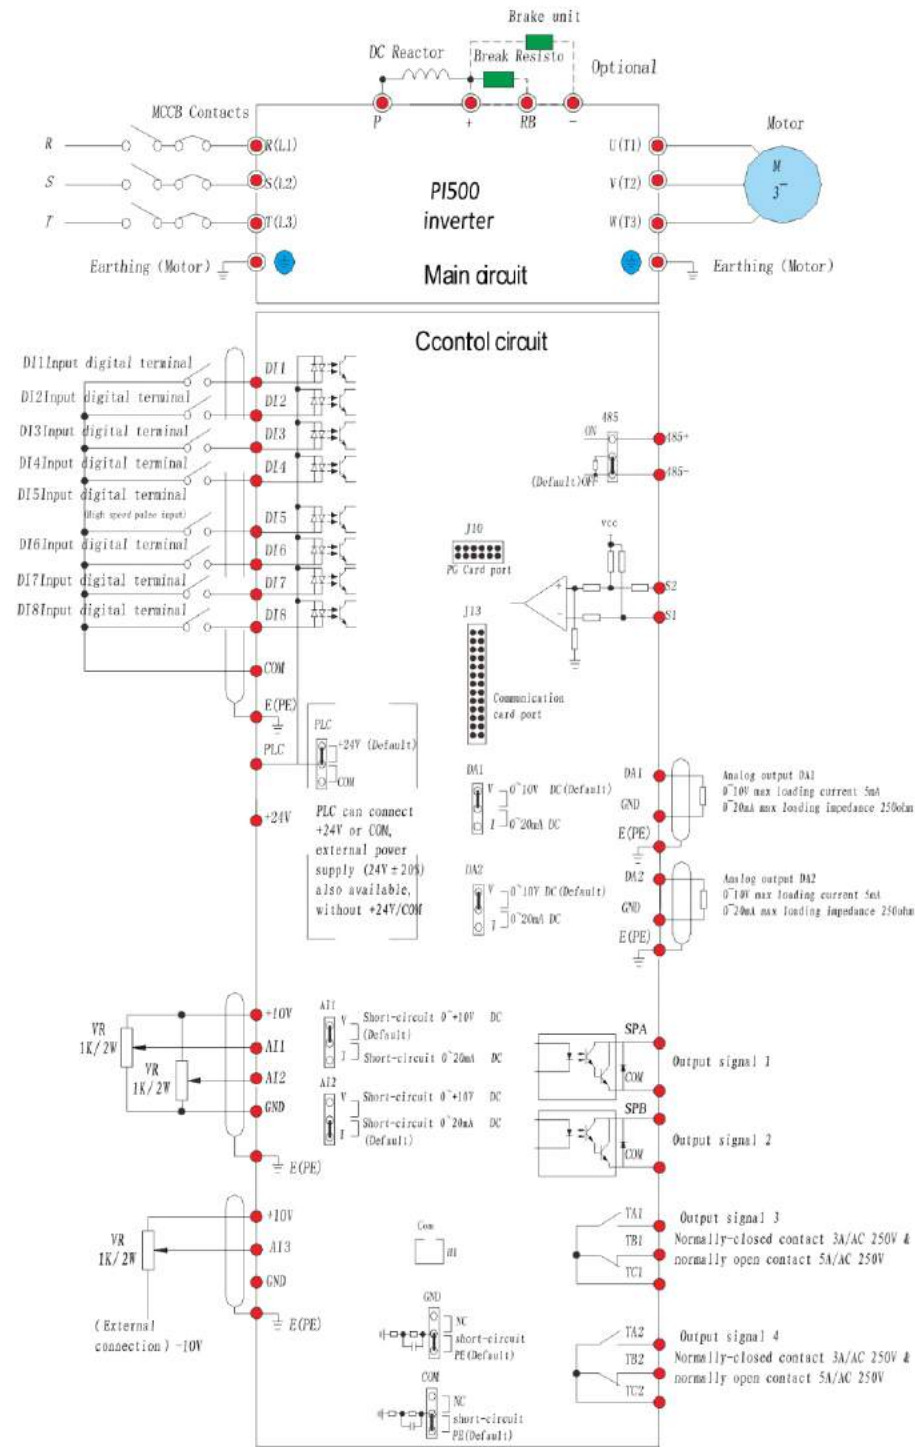 Brake unit
DC Reactor
Break Resisto
Optional
P
+
RB
-
MCCB Contacts
Motor
R
R(L1)
U(T1)
M
3~
S
S(L2)
PI500
inverter
V(T2)
T
T(L3)
W(T3)
Earthing (Motor)
Main circuit
Earthing (Motor)
Ccontol circuit
DI1Input digital terminal
DI1
DI2Input digital terminal
DI2
DI3Input digital terminal
DI3
DI4Input digital terminal
DI4
DI5Input digital terminal
(High speed pulse input)
DI5
DI6Input digital terminal
DI6
DI7Input digital terminal
DI7
DI8Input digital terminal
DI8
COM
E(PE)
PLC
+24V
485
ON
485+
(Default)OFF
485-
J10
PG Card port
vcc
+
-
S2
S1
J13
Communication
card port
PLC
+24V (Default)
COM
PLC can connect
+24V or COM,
external power
supply (24V±20%)
also available,
without +24V/COM
DA1
V
0~10V DC(Default)
I
0~20mA DC
DA2
V
0~10V DC(Default)
I
0~20mA DC
DA1
GND
E(PE)
Analog output DA1
0~10V max loading current 5mA
0~20mA max loading impedance 250ohm
DA2
GND
E(PE)
Analog output DA2
0~10V max loading current 5mA
0~20mA max loading impedance 250ohm
+10V
VR
1K/2W
AI1
VR
1K/2W
AI2
GND
E(PE)
AI1
V
Short-circuit 0~+10V DC
(Default)
I
Short-circuit 0~20mA DC
AI2
V
Short-circuit 0~+10V DC
I
Short-circuit 0~20mA DC
(Default)
SPA
COM
Output signal 1
SPB
COM
Output signal 2
+10V
VR
1K/2W
AI3
GND
E(PE)
(External
connection) -10V
Com
H1
GND
NC
short-circuit
PE(Default)
COM
NC
short-circuit
PE(Default)
TA1
TB1
TC1
Output signal 3
Normally-closed contact 3A/AC 250V &
normally open contact 5A/AC 250V
TA2
TB2
TC2
Output signal 4
Normally-closed contact 3A/AC 250V &
normally open contact 5A/AC 250V